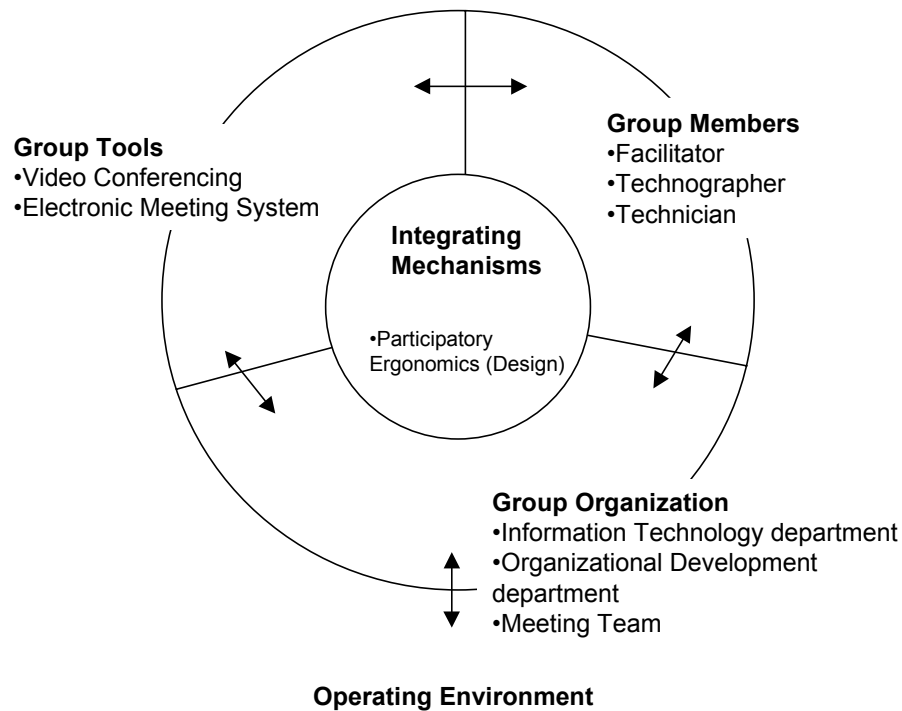 Group Tools
•Video Conferencing
•Electronic Meeting System
Group Members
•Facilitator
•Technographer
•Technician
Integrating
Mechanisms
•Participatory
Ergonomics (Design)
Group Organization
•Information Technology department
•Organizational Development
department
•Meeting Team
Operating Environment